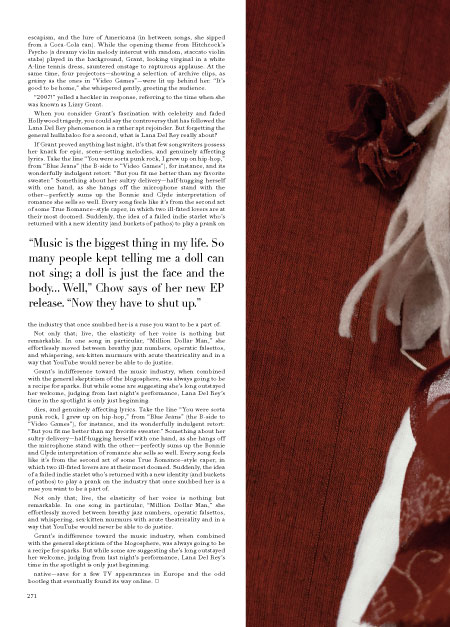 escapism, and the lure of Americana (in between songs, she sipped
from a Coca-Cola can). While the opening theme from Hitchcock's
Psycho (a dreamy violin melody intercut with random, staccato violin
stabs) played in the background, Grant, looking virginal in a white
A-line tennis dress, sauntered onstage to rapturous applause. At the
same time, four projectors—showing a selection of archive clips, as
grainy as the ones in "Video Games"—were lit up behind her. "It's
good to be home," she whispered gently, greeting the audience.
"2007!" yelled a heckler in response, referring to the time when she
was known as Lizzy Grant.
When you consider Grant's fascination with celebrity and faded
Hollywood tragedy, you could say the controversy that has followed the
Lana Del Rey phenomenon is a rather apt rejoinder. But forgetting the
general hullabaloo for a second, what is Lana Del Rey really about?
If Grant proved anything last night, it's that few songwriters possess
her knack for epic, scene-setting melodies, and genuinely affecting
lyrics. Take the line "You were sorta punk rock, I grew up on hip-hop,"
from "Blue Jeans" (the B-side to "Video Games"), for instance, and its
wonderfully indulgent retort: "But you fit me better than my favorite
sweater." Something about her sultry delivery—half-hugging herself
with one hand, as she hangs off the microphone stand with the
other—perfectly sums up the Bonnie and Clyde interpretation of
romance she sells so well. Every song feels like it's from the second act
of some True Romance–style caper, in which two ill-fated lovers are at
their most doomed. Suddenly, the idea of a failed indie starlet who's
returned with a new identity (and buckets of pathos) to play a prank on
"Music is the biggest thing in my life. So
many people kept telling me a doll can
not sing; a doll is just the face and the
body... Well," Chow says of her new EP
release. "Now they have to shut up."
the industry that once snubbed her is a ruse you want to be a part of.
Not only that; live, the elasticity of her voice is nothing but
remarkable. In one song in particular, "Million Dollar Man," she
effortlessly moved between breathy jazz numbers, operatic falsettos,
and whispering, sex-kitten murmurs with acute theatricality and in a
way that YouTube would never be able to do justice.
Grant's indifference toward the music industry, when combined
with the general skepticism of the blogosphere, was always going to be
a recipe for sparks. But while some are suggesting she's long outstayed
her welcome, judging from last night's performance, Lana Del Rey's
time in the spotlight is only just beginning.
dies, and genuinely affecting lyrics. Take the line "You were sorta
punk rock, I grew up on hip-hop," from "Blue Jeans" (the B-side to
"Video Games"), for instance, and its wonderfully indulgent retort:
"But you fit me better than my favorite sweater." Something about her
sultry delivery—half-hugging herself with one hand, as she hangs off
the microphone stand with the other—perfectly sums up the Bonnie
and Clyde interpretation of romance she sells so well. Every song feels
like it's from the second act of some True Romance–style caper, in
which two ill-fated lovers are at their most doomed. Suddenly, the idea
of a failed indie starlet who's returned with a new identity (and buckets
of pathos) to play a prank on the industry that once snubbed her is a
ruse you want to be a part of.
Not only that; live, the elasticity of her voice is nothing but
remarkable. In one song in particular, "Million Dollar Man," she
effortlessly moved between breathy jazz numbers, operatic falsettos,
and whispering, sex-kitten murmurs with acute theatricality and in a
way that YouTube would never be able to do justice.
Grant's indifference toward the music industry, when combined
with the general skepticism of the blogosphere, was always going to be
a recipe for sparks. But while some are suggesting she's long outstayed
her welcome, judging from last night's performance, Lana Del Rey's
time in the spotlight is only just beginning.
native—save for a few TV appearances in Europe and the odd
bootleg that eventually found its way online. □
271